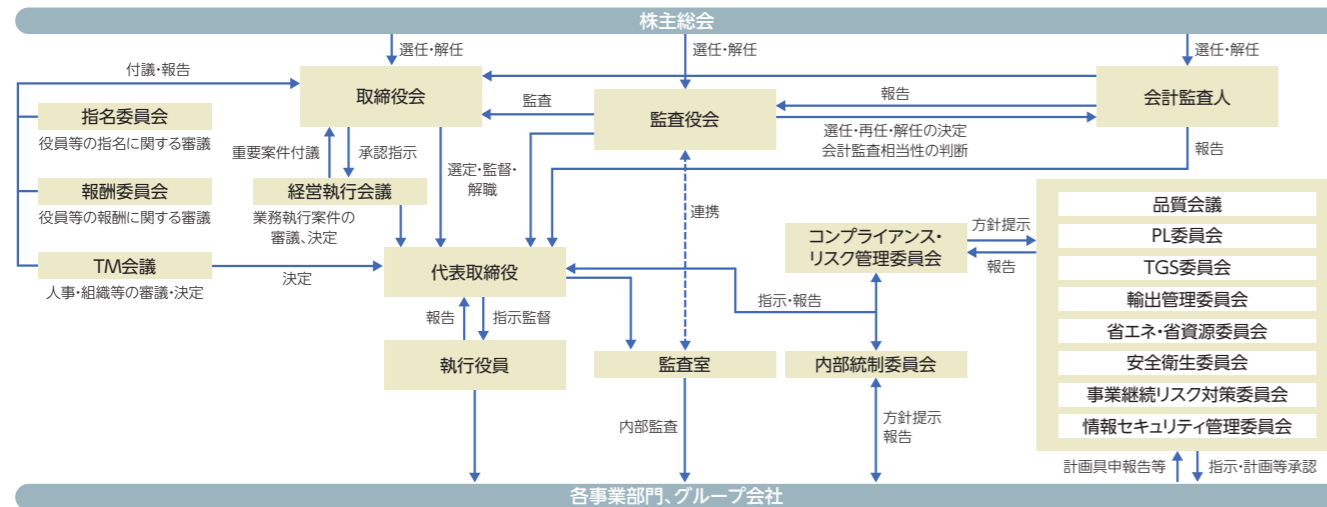 株主総会
選任・解任
選任・解任
選任・解任
付議・報告
取締役会
監査
監査役会
報告
会計監査人
指名委員会
役員等の指名に関する審議
重要案件付議
承認指示
選任・再任・解任の決定
会計監査相当性の判断
報告
選定・監督・
解職
報酬委員会
役員等の報酬に関する審議
経営執行会議
業務執行案件の
審議、決定
連携
TM会議
人事・組織等の審議・決定
決定
代表取締役
コンプライアンス・
リスク管理委員会
方針提示
報告
指示・報告
報告
指示監督
執行役員
監査室
内部統制委員会
品質会議
PL委員会
TGS委員会
輸出管理委員会
省エネ・省資源委員会
安全衛生委員会
事業継続リスク対策委員会
情報セキュリティ管理委員会
内部監査
方針提示
報告
計画具申報告等
指示・計画等承認
各事業部門、グループ会社